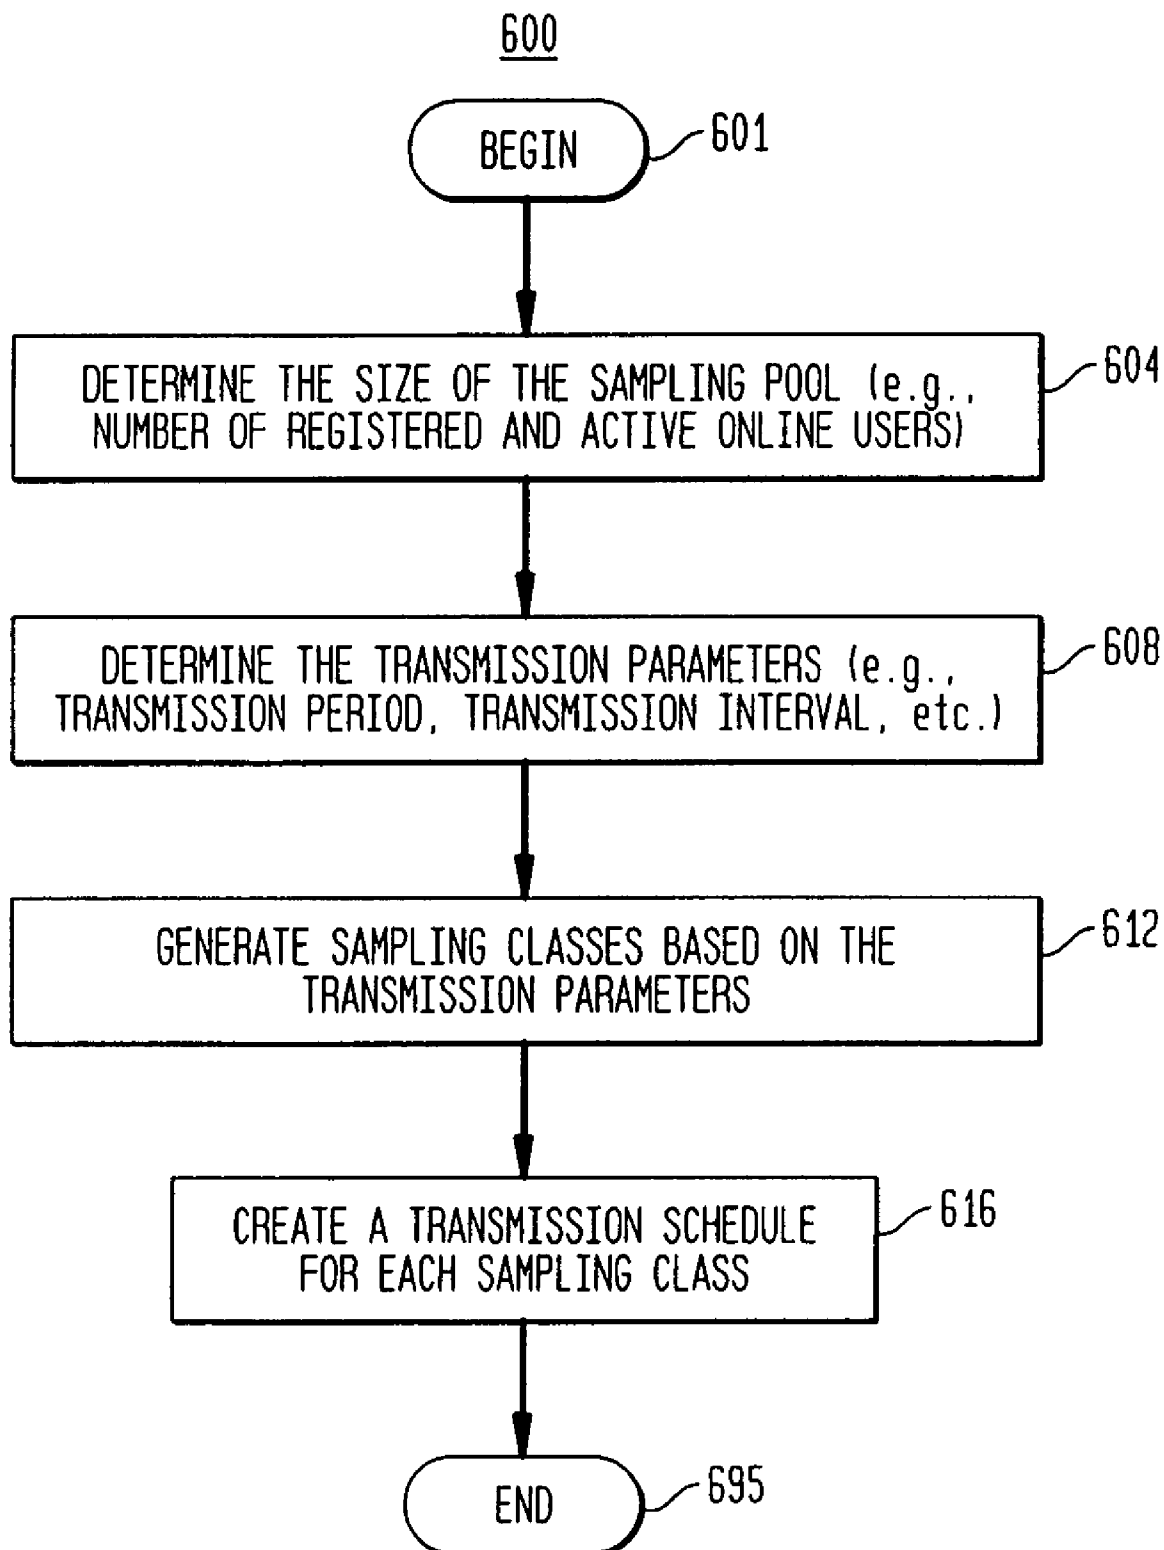 600
BEGIN
601
DETERMINE THE SIZE OF THE SAMPLING POOL (e.g.,
NUMBER OF REGISTERED AND ACTIVE ONLINE USERS)
604
DETERMINE THE TRANSMISSION PARAMETERS (e.g.,
TRANSMISSION PERIOD, TRANSMISSION INTERVAL, etc.)
608
GENERATE SAMPLING CLASSES BASED ON THE
TRANSMISSION PARAMETERS
612
CREATE A TRANSMISSION SCHEDULE
FOR EACH SAMPLING CLASS
616
END
695